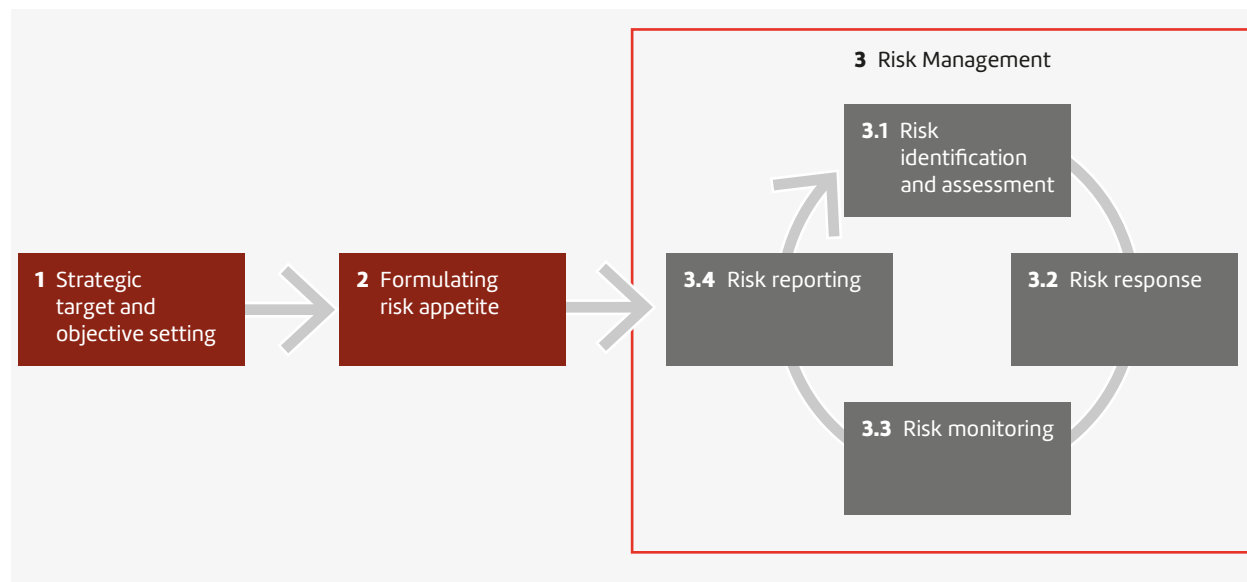 3 Risk Management
3.1 Risk
identification
and assessment
1 Strategic
target and
objective setting
2 Formulating
risk appetite
3.4 Risk reporting
3.2 Risk response
3.3 Risk monitoring